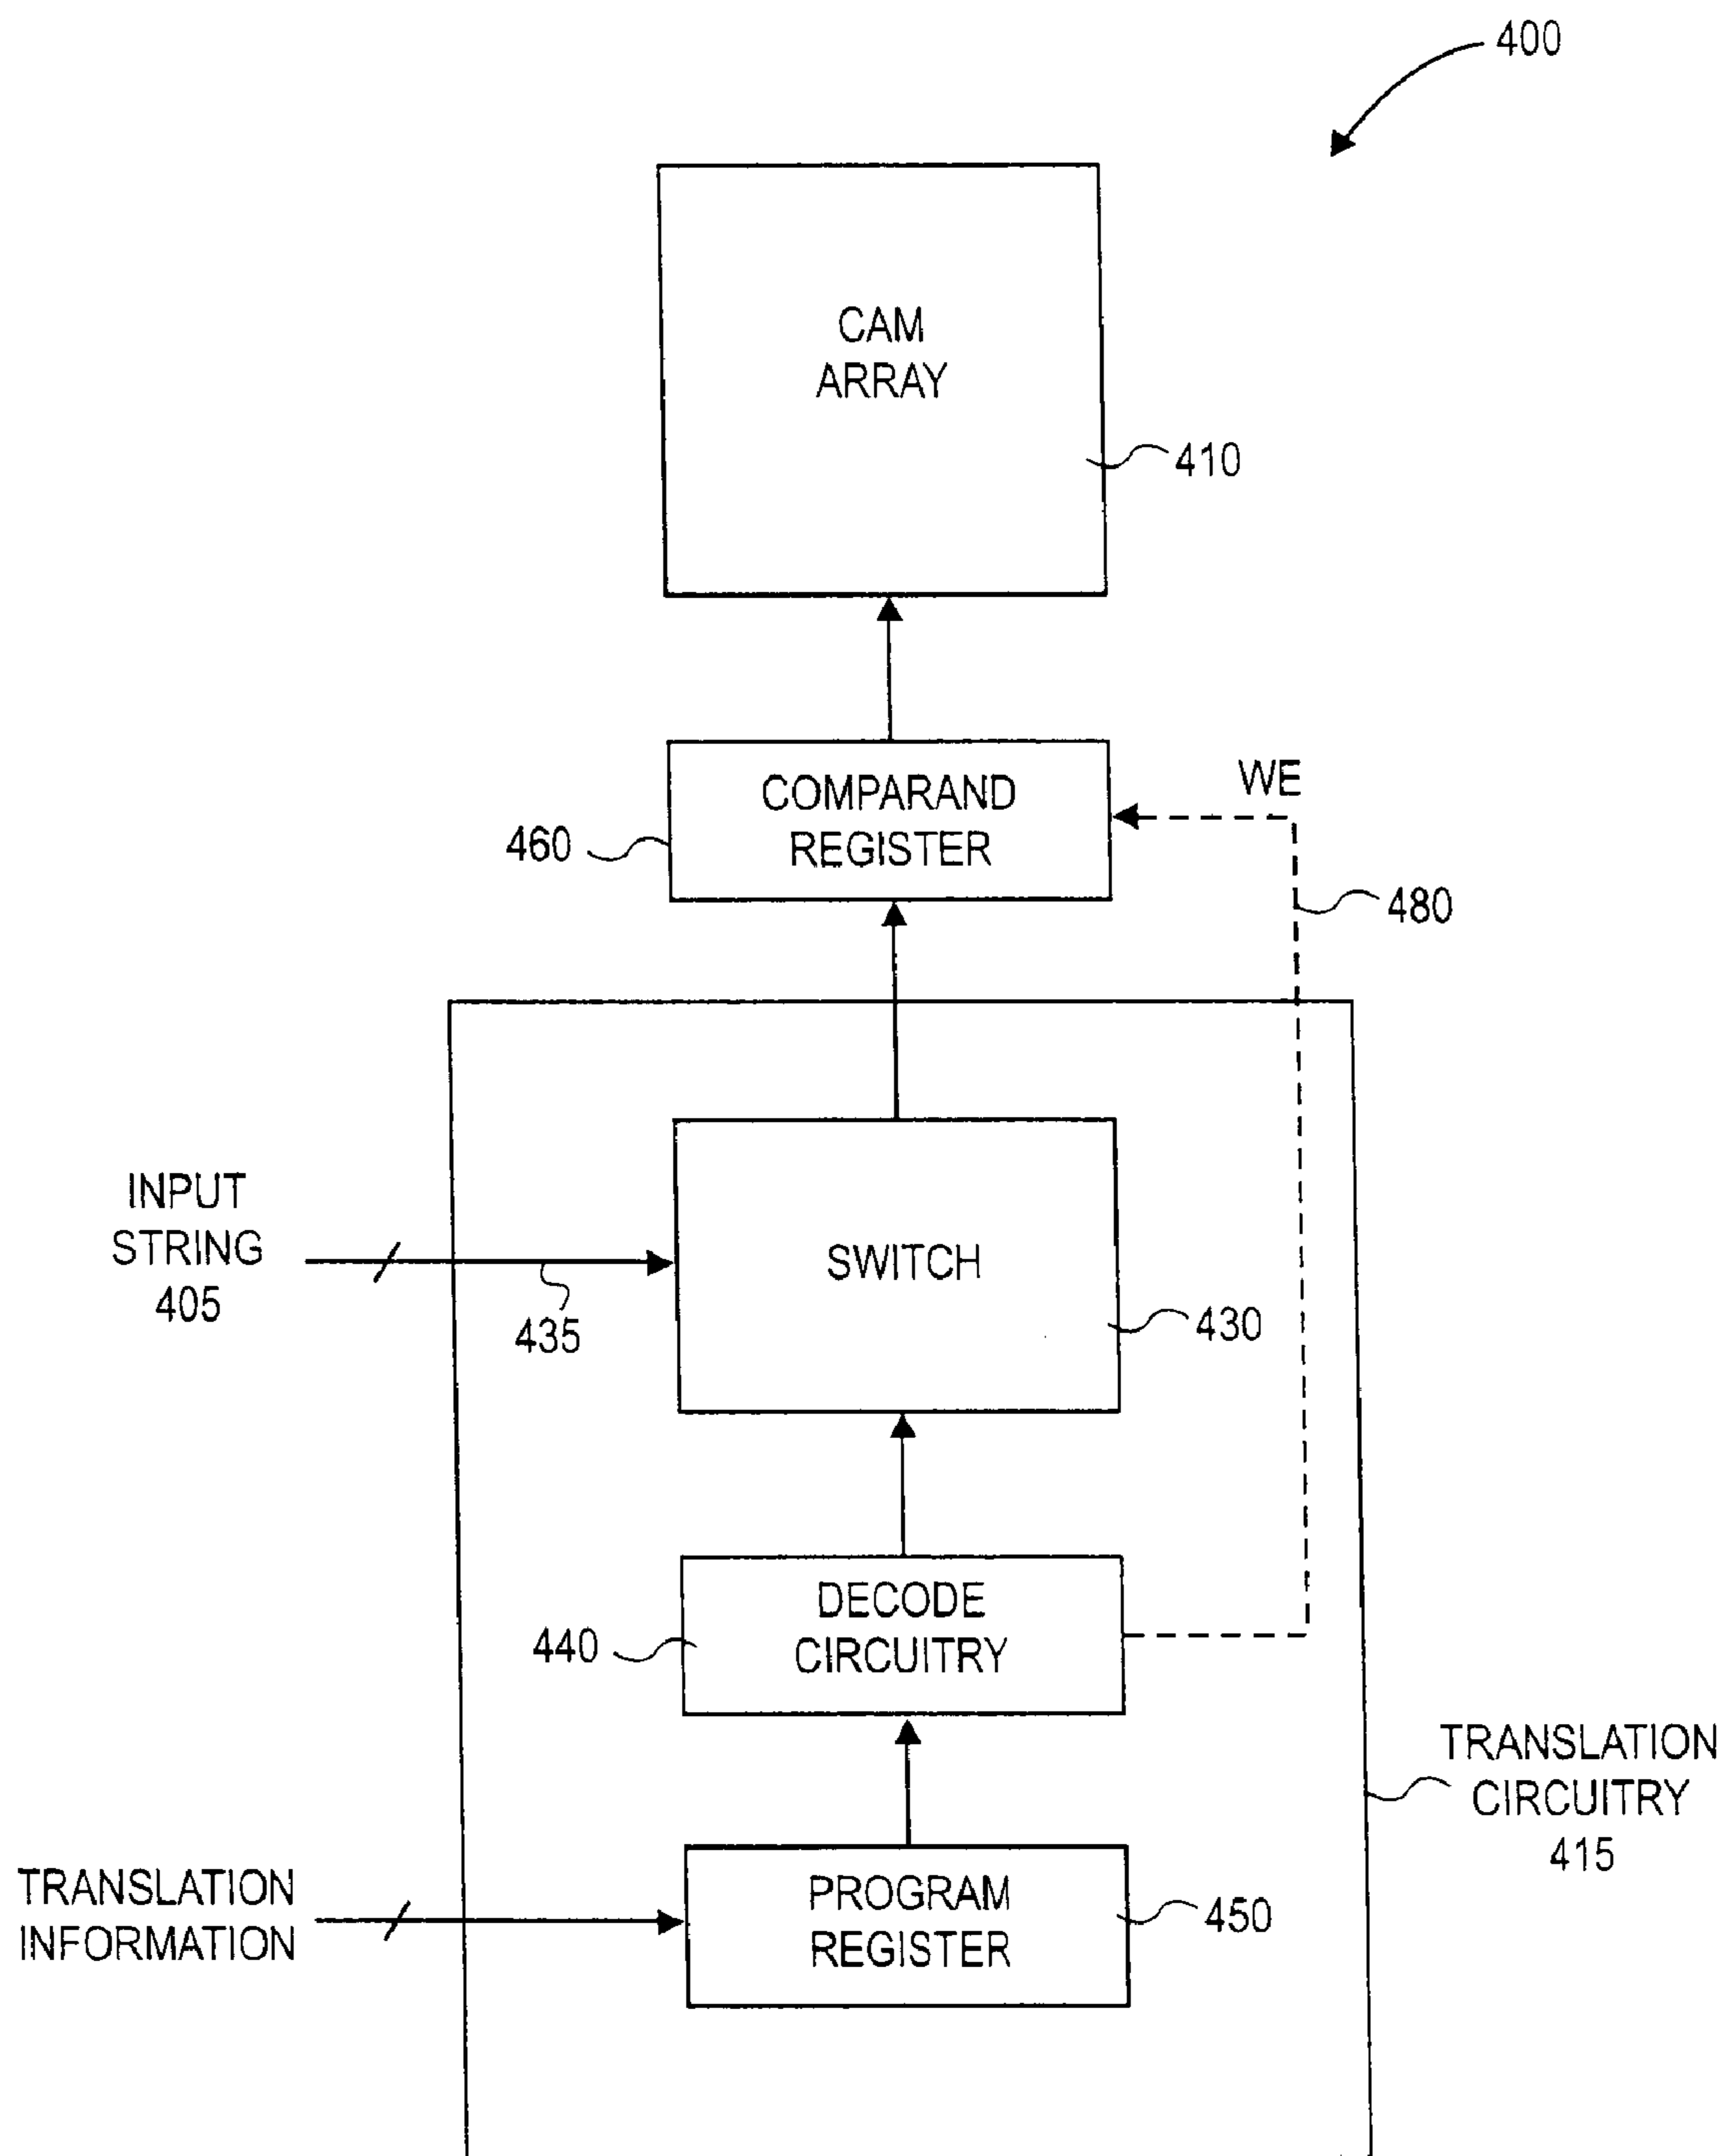 400
CAM
ARRAY
410
COMPARAND
REGISTER
460
WE
480
INPUT
STRING
405
435
SWITCH
430
DECODE
CIRCUITRY
440
TRANSLATION
CIRCUITRY
415
TRANSLATION
INFORMATION
PROGRAM
REGISTER
450